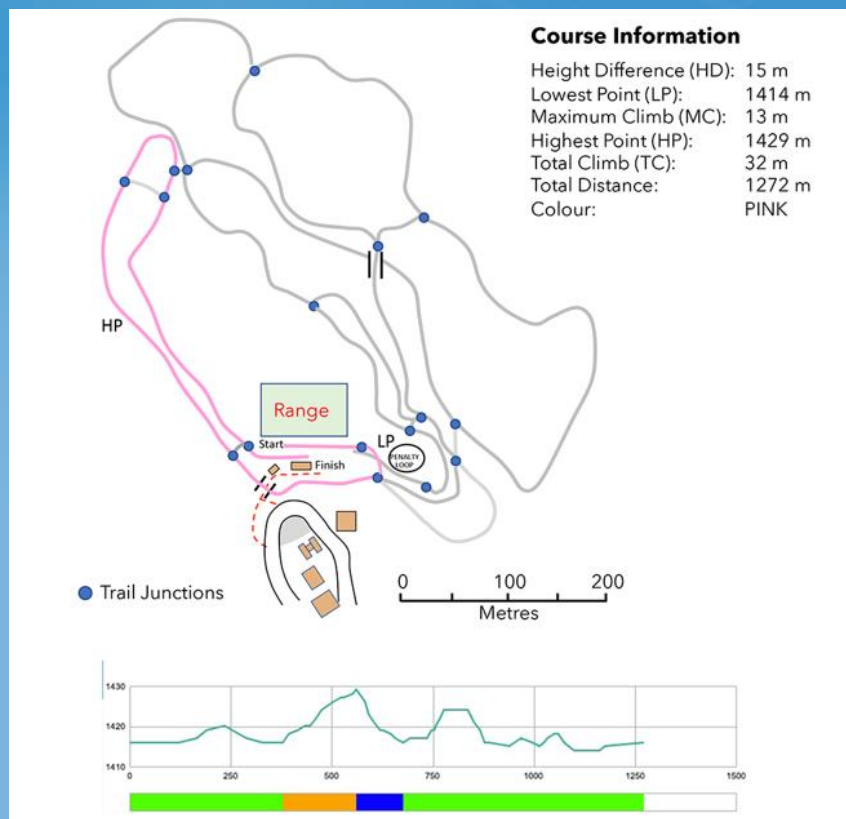 Course Information
Height Difference (HD): 15 m
Lowest Point (LP): 1414 m
Maximum Climb (MC): 13 m
Highest Point (HP): 1429 m
Total Climb (TC): 32 m
Total Distance: 1272 m
Colour: PINK
HP
Range
Start
LP
PENALTY
LOOP
Finish
Trail Junctions
0 100 200
Metres
1430
1420
1410
0 250 500 750 1000 1250 1500